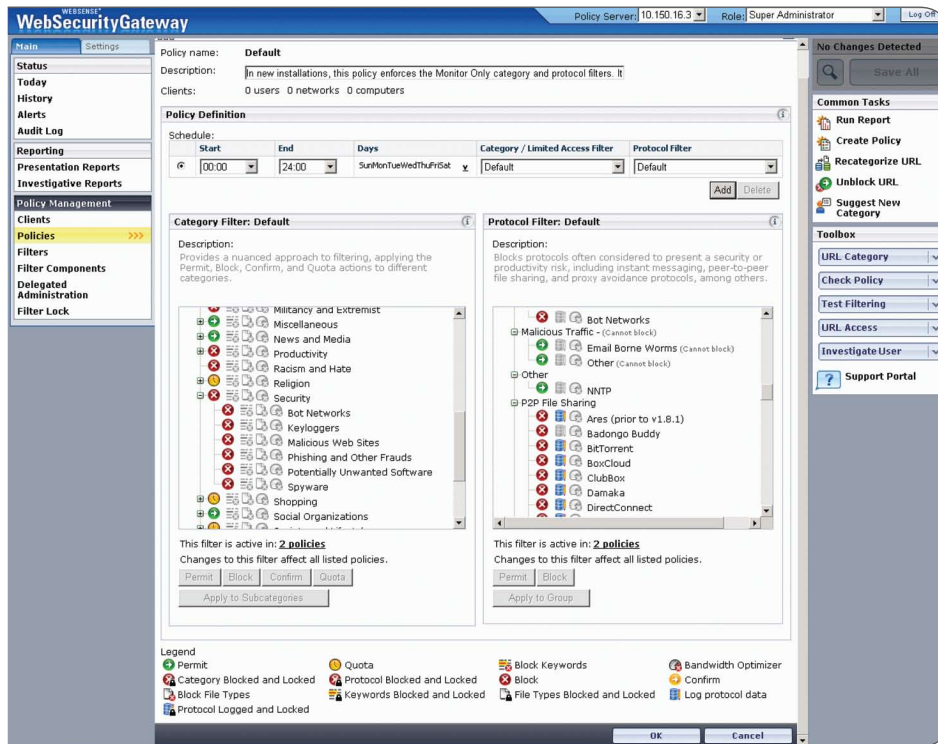 WEBSENSE®
WebSecurityGateway
Policy Server: 10.150.16.3 Role: Super Administrator Log Off
Main Settings
Status
Today
History
Alerts
Audit Log
Reporting
Presentation Reports
Investigative Reports
Policy Management
Clients
Policies >>>
Filters
Filter Components
Delegated
Administration
Filter Lock
Policy name: Default
Description: In new installations, this policy enforces the Monitor Only category and protocol filters. It
Clients: 0 users 0 networks 0 computers
Policy Definition
Schedule:
Start End Days Category / Limited Access Filter Protocol Filter
00:00 24:00 SunMonTueWedThuFriSat v Default Default
Add Delete
Category Filter: Default
Description:
Provides a nuanced approach to filtering, applying the
Permit, Block, Confirm, and Quota actions to different
categories.
Militancy and Extremist
Miscellaneous
News and Media
Productivity
Racism and Hate
Religion
Security
Bot Networks
Keyloggers
Malicious Web Sites
Phishing and Other Frauds
Potentially Unwanted Software
Spyware
Shopping
Social Organizations
This filter is active in: 2 policies
Changes to this filter affect all listed policies.
Permit Block Confirm Quota
Apply to Subcategories
Protocol Filter: Default
Description:
Blocks protocols often considered to present a security or
productivity risk, including instant messaging, peer-to-peer
file sharing, and proxy avoidance protocols, among others.
Bot Networks
Malicious Traffic - (Cannot block)
Email Borne Worms (Cannot block)
Other (Cannot block)
Other
NNTP
P2P File Sharing
Ares (prior to v1.8.1)
Badongo Buddy
BitTorrent
BoxCloud
ClubBox
Damaka
DirectConnect
This filter is active in: 2 policies
Changes to this filter affect all listed policies.
Permit Block
Apply to Group
Legend
Permit Quota Block Keywords Bandwidth Optimizer
Category Blocked and Locked Protocol Blocked and Locked Block Confirm
Block File Types Keywords Blocked and Locked File Types Blocked and Locked Log protocol data
Protocol Logged and Locked
OK Cancel
No Changes Detected
Save All
Common Tasks
Run Report
Create Policy
Recategorize URL
Unblock URL
Suggest New
Category
Toolbox
URL Category
Check Policy
Test Filtering
URL Access
Investigate User
Support Portal